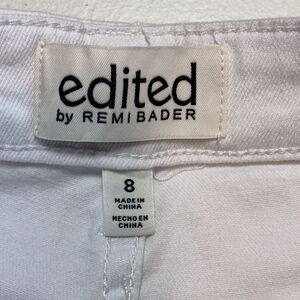 edited
by REMI BADER
8
MADE IN
CHINA
HECHO EN
CHINA